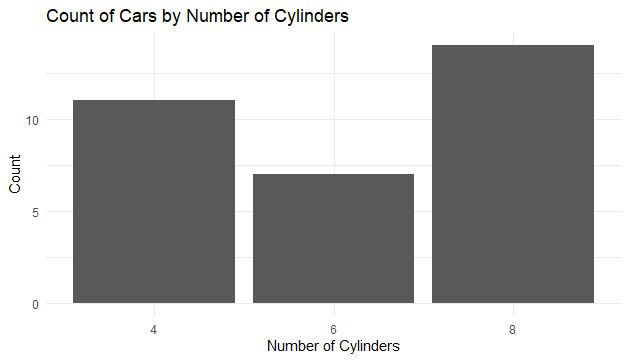 Count of Cars by Number of Cylinders
Count
10
5
0
4 6 8
Number of Cylinders